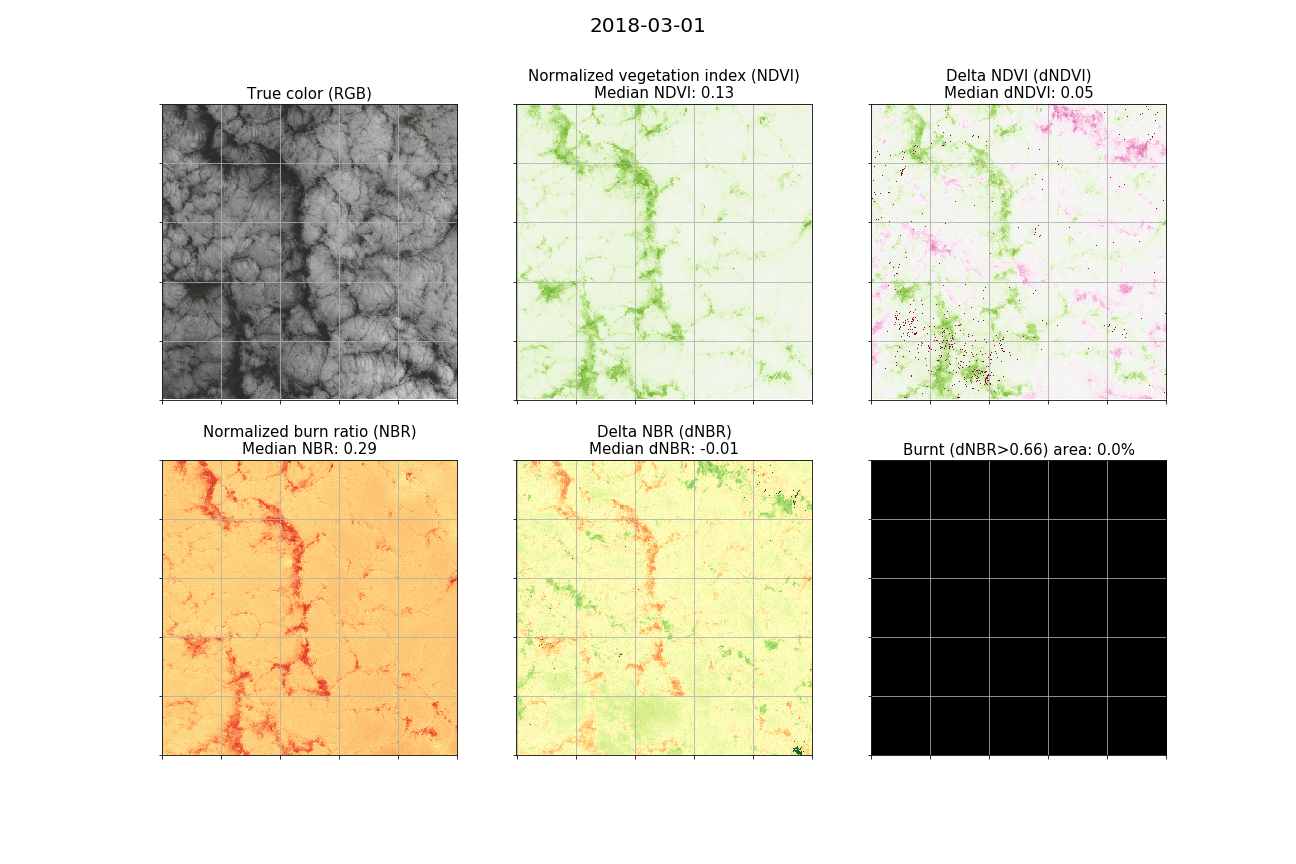 2018-03-01
True color (RGB)
Normalized vegetation index (NDVI)
Median NDVI: 0.13
Delta NDVI (dNDVI)
Median dNDVI: 0.05
Normalized burn ratio (NBR)
Median NBR: 0.29
Delta NBR (dNBR)
Median dNBR: -0.01
Burnt (dNBR>0.66) area: 0.0%